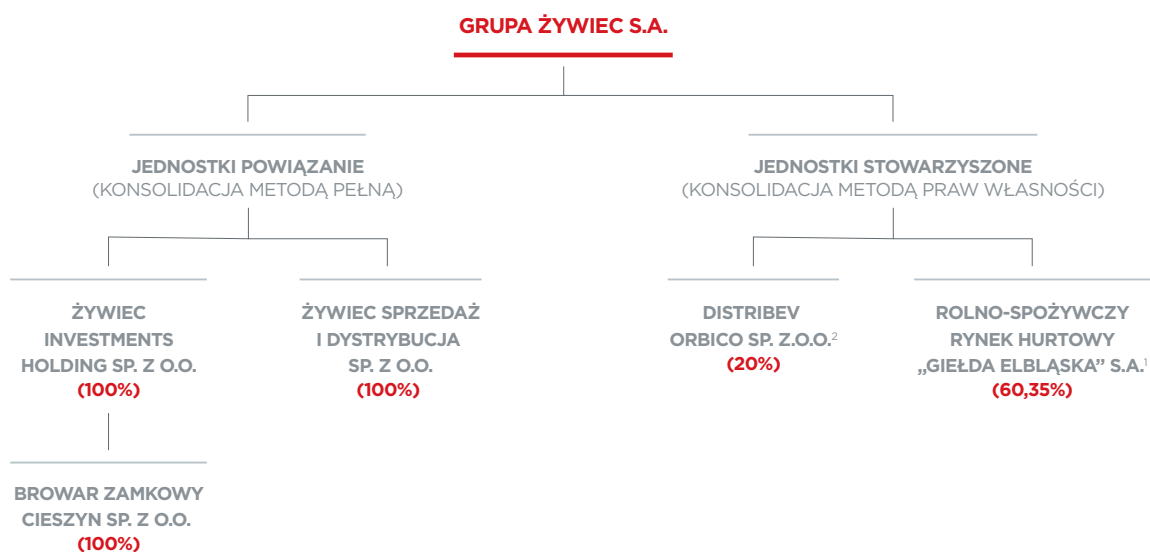 GRUPA ŻYWIEC S.A.
JEDNOSTKI POWIĄZANIE
(KONSOLIDACJA METODĄ PEŁNĄ)
JEDNOSTKI STOWARZYSZONE
(KONSOLIDACJA METODĄ PRAW WŁASNOŚCI)
ŻYWIEC
INVESTMENTS
HOLDING SP. Z O.O.
(100%)
ŻYWIEC SPRZEDAŻ
I DYSTRYBUCJA
SP. Z O.O.
(100%)
DISTRIBEV
ORBICO SP. Z.O.O.²
(20%)
ROLNO-SPOŻYWCZY
RYNEK HURTOWY
„GIEŁDA ELBLĄSKA” S.A.¹
(60,35%)
BROWAR ZAMKOWY
CIESZYN SP. Z O.O.
(100%)